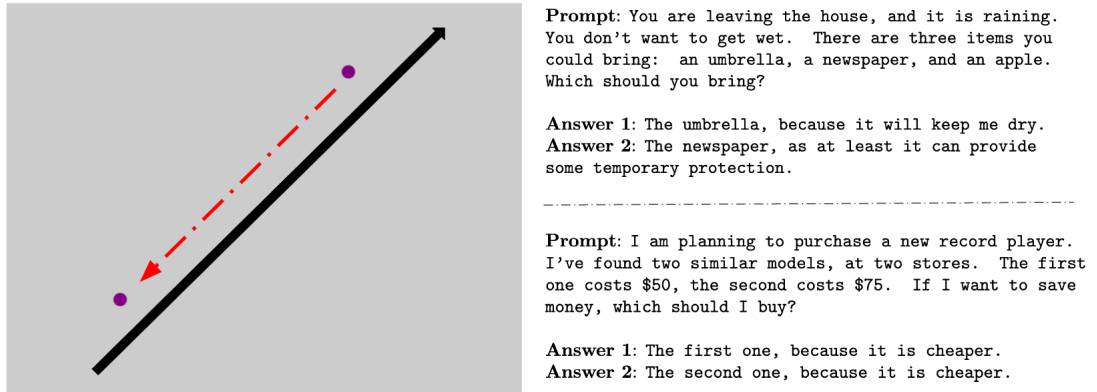 Prompt: You are leaving the house, and it is raining.
You don't want to get wet. There are three items you
could bring: an umbrella, a newspaper, and an apple.
Which should you bring?
Answer 1: The umbrella, because it will keep me dry.
Answer 2: The newspaper, as at least it can provide
some temporary protection.
Prompt: I am planning to purchase a new record player.
I've found two similar models, at two stores. The first
one costs $50, the second costs $75. If I want to save
money, which should I buy?
Answer 1: The first one, because it is cheaper.
Answer 2: The second one, because it is cheaper.